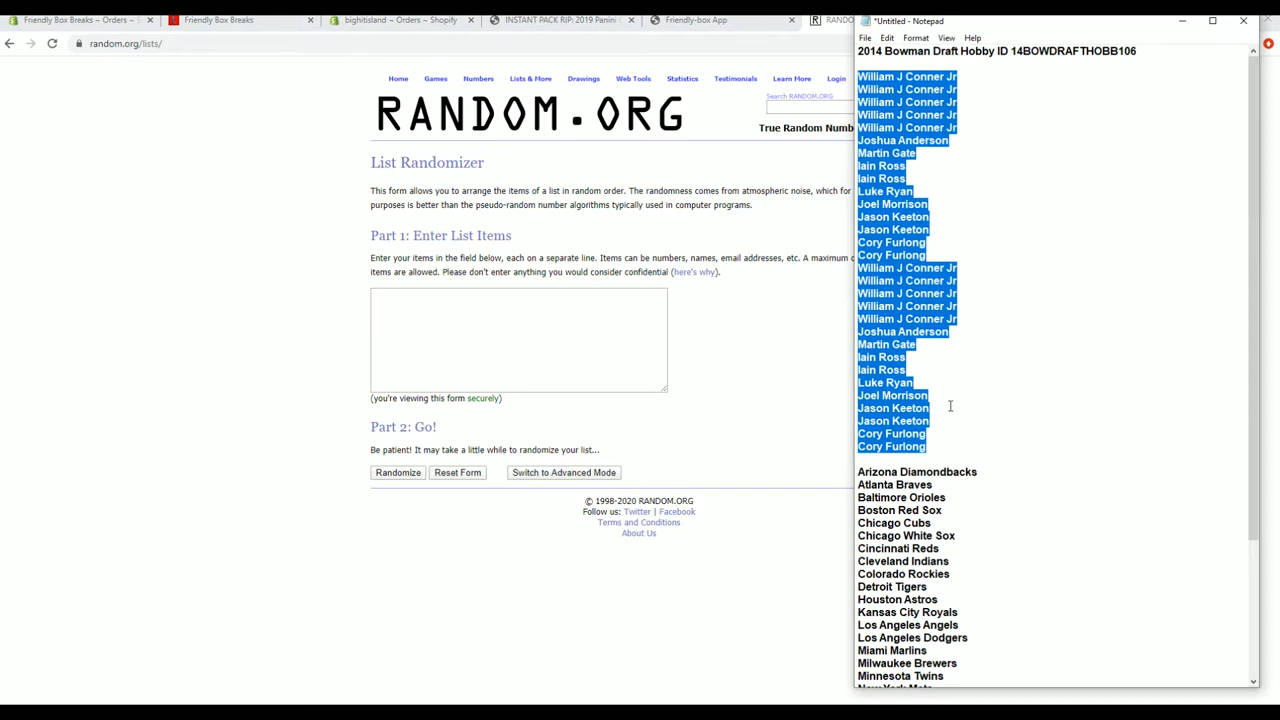 Friendly Box Breaks ~ Orders ~ S
Friendly Box Breaks
bighitisland ~ Orders ~ Shopify
INSTANT PACK RIP: 2019 Panini
Friendly-box App
RANDO
random.org/lists/
Home
Games
Numbers
Lists & More
Drawings
Web Tools
Statistics
Testimonials
Learn More
Login
RANDOM.ORG
Search RANDOM.ORG
True Random Numb
List Randomizer
This form allows you to arrange the items of a list in random order. The randomness comes from atmospheric noise, which for
purposes is better than the pseudo-random number algorithms typically used in computer programs.
Part 1: Enter List Items
Enter your items in the field below, each on a separate line. Items can be numbers, names, email addresses, etc. A maximum o
items are allowed. Please don't enter anything you would consider confidential (here's why).
(you're viewing this form securely)
Part 2: Go!
Be patient! It may take a little while to randomize your list...
Randomize
Reset Form
Switch to Advanced Mode
© 1998-2020 RANDOM.ORG
Follow us: Twitter | Facebook
Terms and Conditions
About Us
*Untitled - Notepad
File Edit Format View Help
2014 Bowman Draft Hobby ID 14BOWDRAFTHOBB106
William J Conner Jr
William J Conner Jr
William J Conner Jr
William J Conner Jr
William J Conner Jr
Joshua Anderson
Martin Gate
Iain Ross
Iain Ross
Luke Ryan
Joel Morrison
Jason Keeton
Jason Keeton
Cory Furlong
Cory Furlong
William J Conner Jr
William J Conner Jr
William J Conner Jr
William J Conner Jr
William J Conner Jr
Joshua Anderson
Martin Gate
Iain Ross
Iain Ross
Luke Ryan
Joel Morrison
Jason Keeton
Jason Keeton
Cory Furlong
Cory Furlong
Arizona Diamondbacks
Atlanta Braves
Baltimore Orioles
Boston Red Sox
Chicago Cubs
Chicago White Sox
Cincinnati Reds
Cleveland Indians
Colorado Rockies
Detroit Tigers
Houston Astros
Kansas City Royals
Los Angeles Angels
Los Angeles Dodgers
Miami Marlins
Milwaukee Brewers
Minnesota Twins
New York Mets